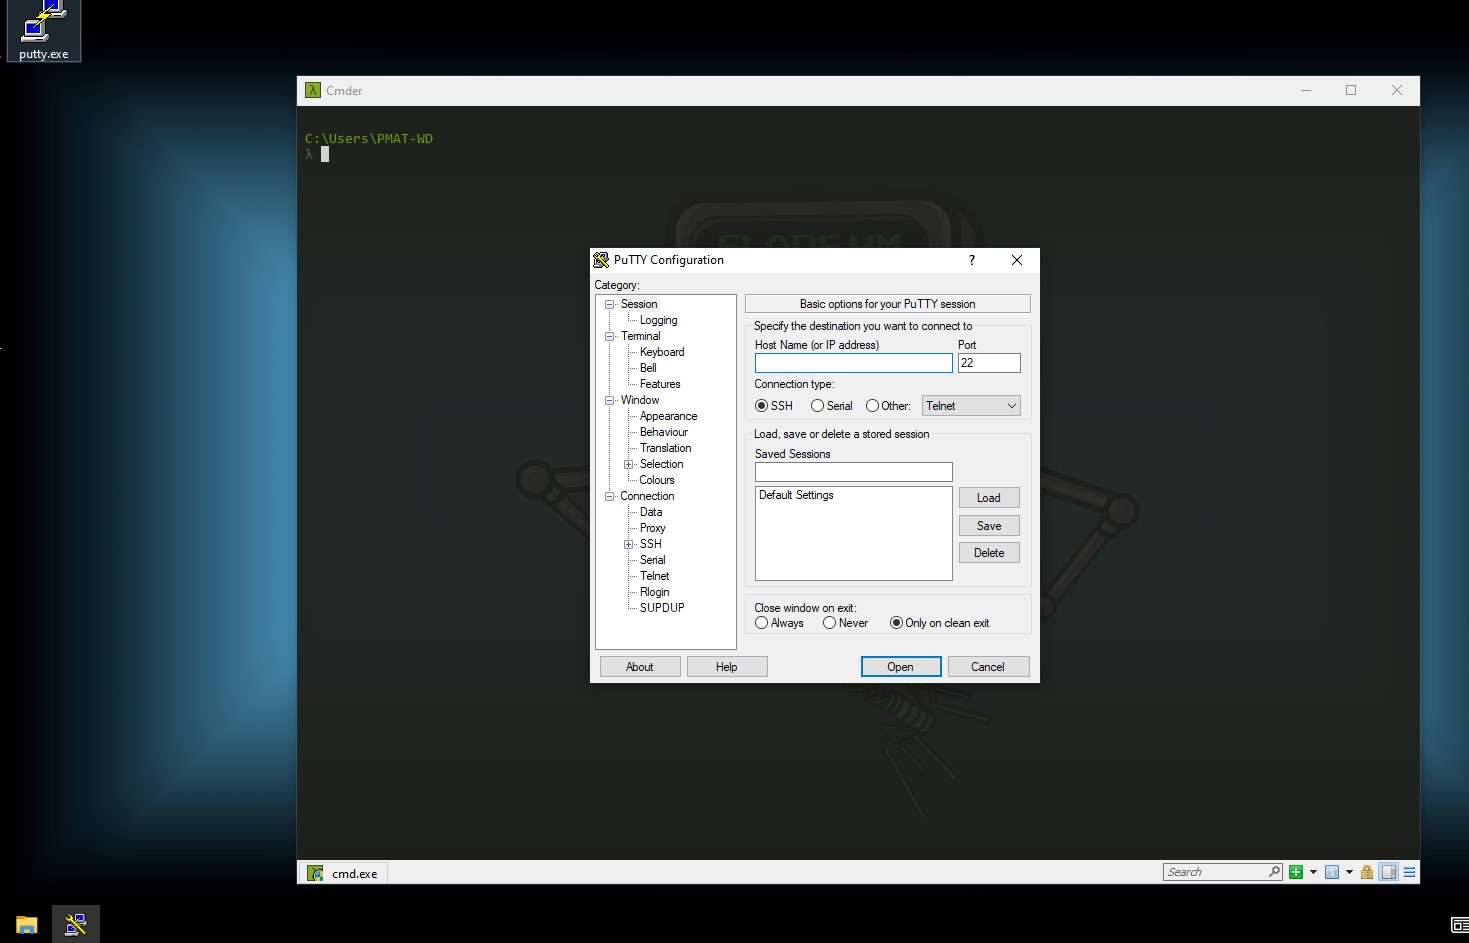 putty.exe
Cmder
C:\Users\PMAT-WD
λ
FLARE VM
PuTTY Configuration
?
Category:
Session
Logging
Terminal
Keyboard
Bell
Features
Window
Appearance
Behaviour
Translation
Selection
Colours
Connection
Data
Proxy
SSH
Serial
Telnet
Rlogin
SUPDUP
Basic options for your PuTTY session
Specify the destination you want to connect to
Host Name (or IP address) Port
22
Connection type:
SSH Serial Other: Telnet
Load, save or delete a stored session
Saved Sessions
Default Settings
Load
Save
Delete
Close window on exit:
Always Never Only on clean exit
About Help Open Cancel
cmd.exe
Search